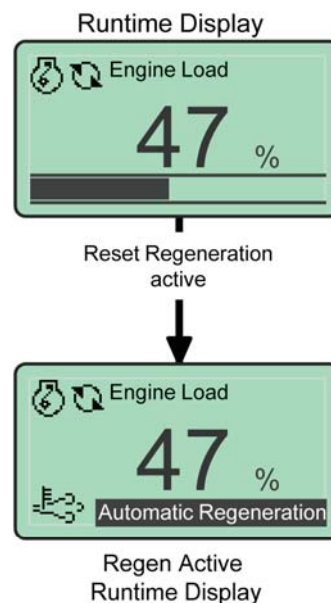 Runtime Display
Engine Load
47 %
Reset Regeneration
active
Engine Load
47 %
Automatic Regeneration
Regen Active
Runtime Display